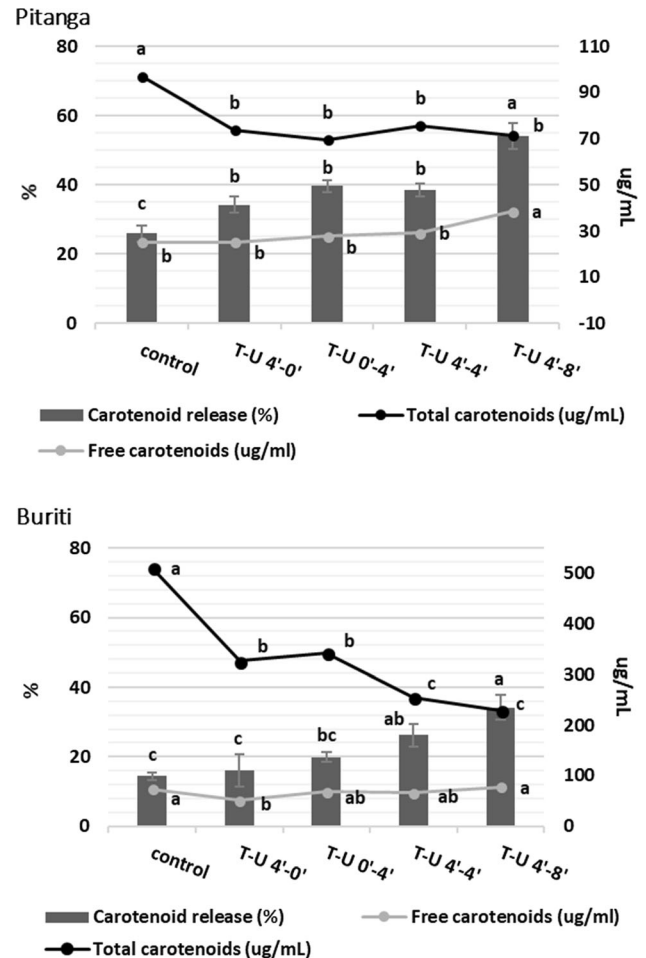 Pitanga
80
60
40
20
0
%
110
90
70
50
30
10
-10
ug/mL
a
b
b
b
a
b
c
b
b
b
b
b
b
b
a
control
T-U 4'-0'
T-U 0'-4'
T-U 4'-4'
T-U 4'-8'
Carotenoid release (%)
Total carotenoids (ug/mL)
Free carotenoids (ug/ml)
Buriti
80
60
40
20
0
%
500
400
300
200
100
0
ug/mL
a
b
b
c
a
c
c
c
bc
ab
a
b
ab
ab
a
control
T-U 4'-0'
T-U 0'-4'
T-U 4'-4'
T-U 4'-8'
Carotenoid release (%)
Free carotenoids (ug/ml)
Total carotenoids (ug/mL)